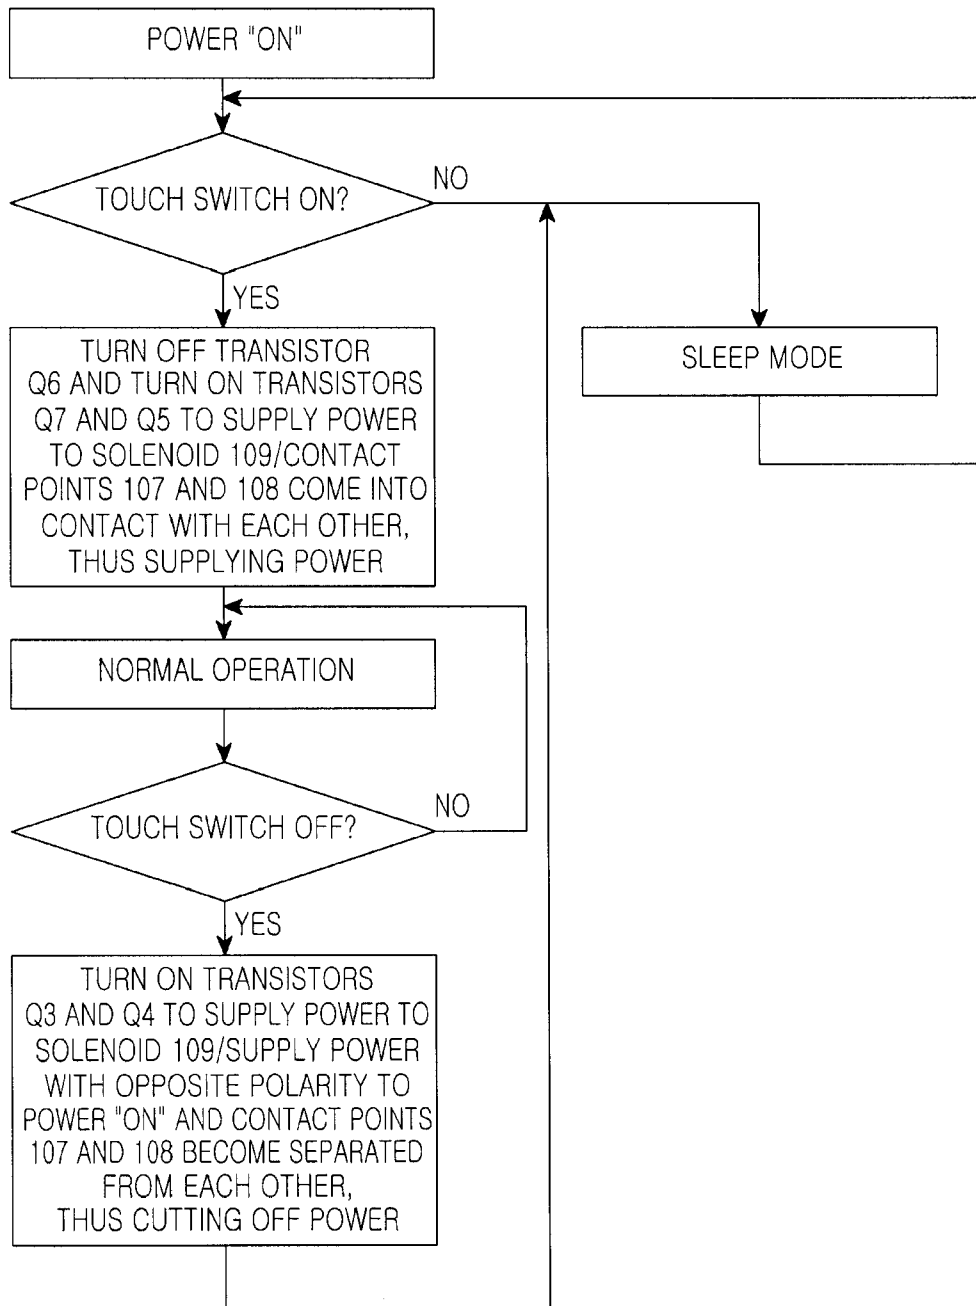 POWER "ON"
TOUCH SWITCH ON?
NO
YES
TURN OFF TRANSISTOR
Q6 AND TURN ON TRANSISTORS
Q7 AND Q5 TO SUPPLY POWER
TO SOLENOID 109/CONTACT
POINTS 107 AND 108 COME INTO
CONTACT WITH EACH OTHER,
THUS SUPPLYING POWER
SLEEP MODE
NORMAL OPERATION
TOUCH SWITCH OFF?
NO
YES
TURN ON TRANSISTORS
Q3 AND Q4 TO SUPPLY POWER TO
SOLENOID 109/SUPPLY POWER
WITH OPPOSITE POLARITY TO
POWER "ON" AND CONTACT POINTS
107 AND 108 BECOME SEPARATED
FROM EACH OTHER,
THUS CUTTING OFF POWER